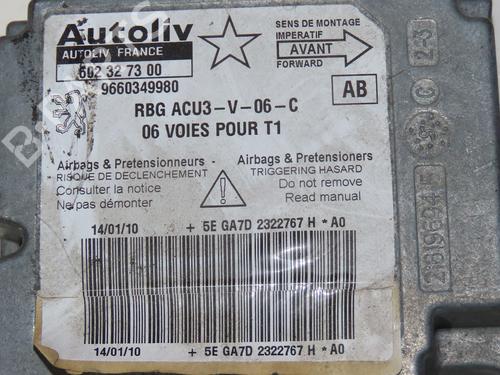 Autoliv
AUTOLIV FRANCE
602 32 73 00
9660349980
SENS DE MONTAGE
IMPERATIF
AVANT
FORWARD
AB
RBG ACU3-V-06-C
06 VOIES POUR T1
Airbags & Pretensionneurs
RISQUE DE DECLENCHEMENT
Consulter la notice
Ne pas démonter
Airbags & Pretensioners
TRIGGERING HASARD
Do not remove
Read manual
14/01/10 + 5E GA7D 2322767 H * A0
14/01/10 + 5E GA7D 2322767 H * A0
C 2-3